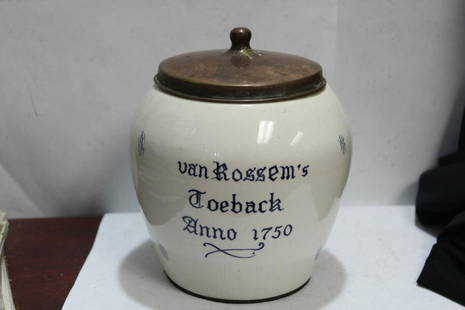 van Rossem's
Toeback
Anno 1750